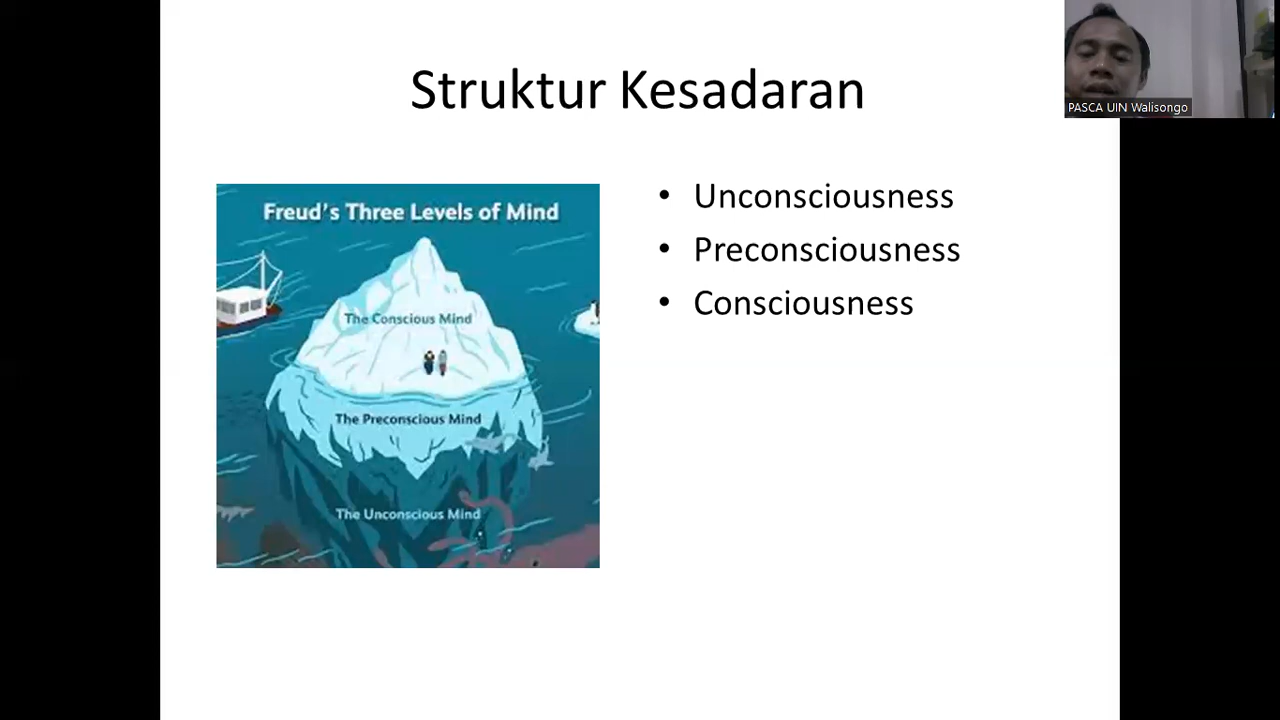 Struktur Kesadaran
PASCA UIN Walisongo
Freud's Three Levels of Mind
The Conscious Mind
The Preconscious Mind
The Unconscious Mind
• Unconsciousness
• Preconsciousness
• Consciousness